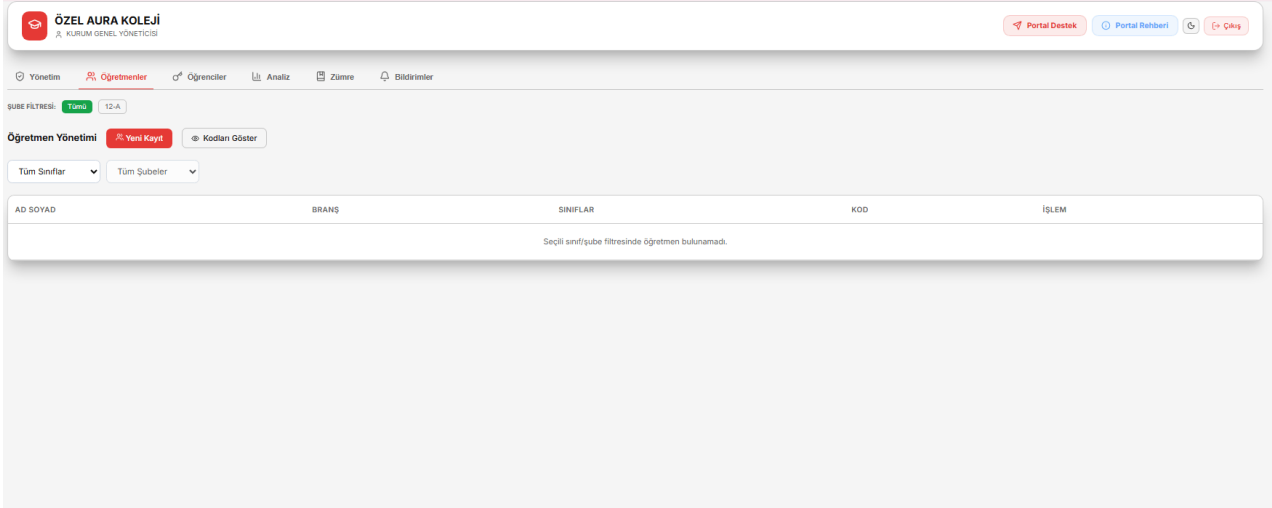 ÖZEL AURA KOLEJİ
KURUM GENEL YÖNETİCİSİ
Portal Destek
Portal Rehberi
Çıkış
Yönetim
Öğretmenler
Öğrenciler
Analiz
Zümre
Bildirimler
ŞUBE FİLTRESİ:
Tümü
12-A
Öğretmen Yönetimi
Yeni Kayıt
Kodları Göster
Tüm Sınıflar
Tüm Şubeler
AD SOYAD
BRANŞ
SINIFLAR
KOD
İŞLEM
Seçili sınıf/şube filtresinde öğretmen bulunamadı.